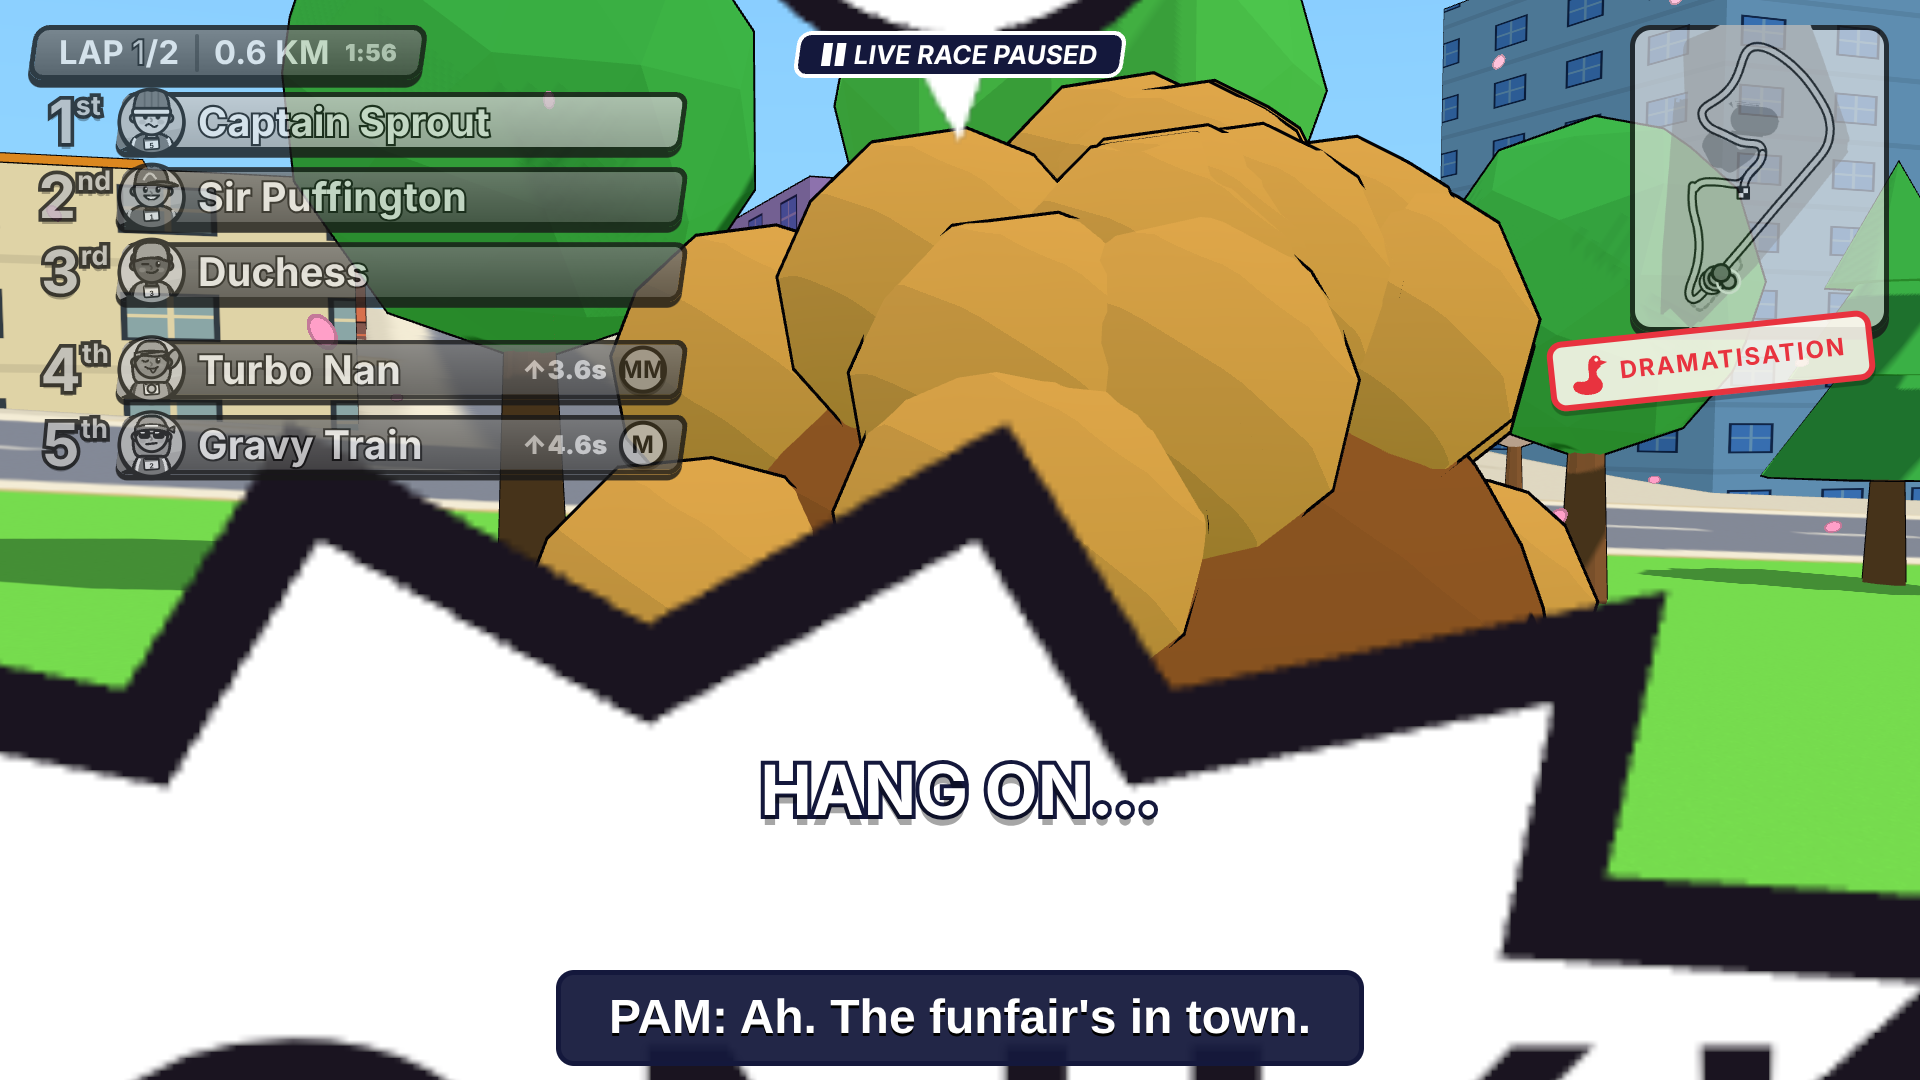 LAP 1/2 0.6 KM 1:56
LIVE RACE PAUSED
1st Captain Sprout
2nd Sir Puffington
3rd Duchess
4th Turbo Nan ↑3.6s MM
5th Gravy Train ↑4.6s M
DRAMATISATION
HANG ON...
PAM: Ah. The funfair's in town.